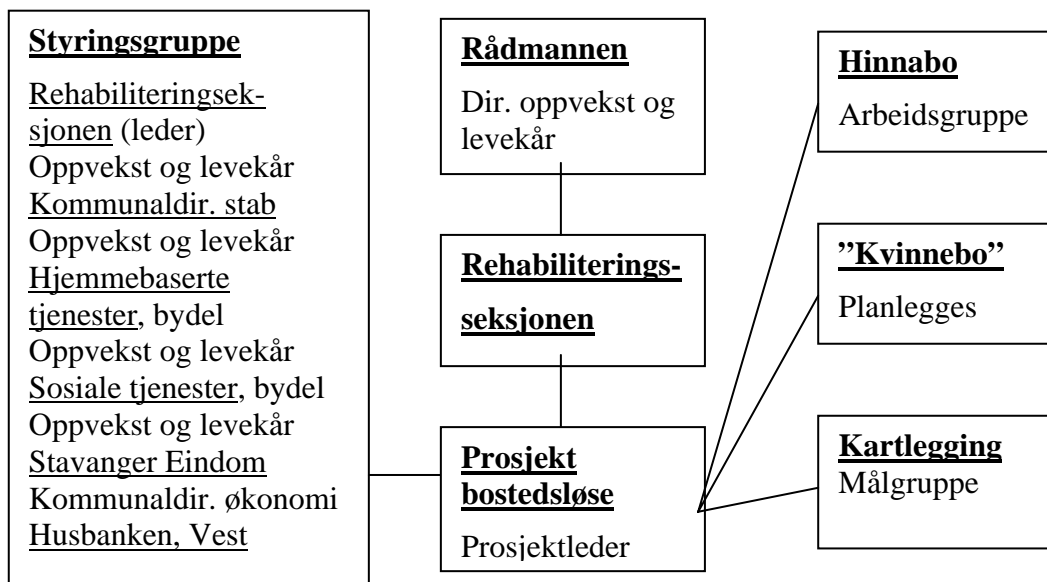 Styringsgruppe
Rehabiliteringsek-
sjonen (leder)
Oppvekst og levekår
Kommunaldir. stab
Oppvekst og levekår
Hjemmebaserte
tjenester, bydel
Oppvekst og levekår
Sosiale tjenester, bydel
Oppvekst og levekår
Stavanger Eindom
Kommunaldir. økonomi
Husbanken, Vest
Rådmannen
Dir. oppvekst og
levekår
Rehabiliterings-
seksjonen
Prosjekt
bostedsløse
Prosjektleder
Hinnabo
Arbeidsgruppe
”Kvinnebo”
Planlegges
Kartlegging
Målgruppe